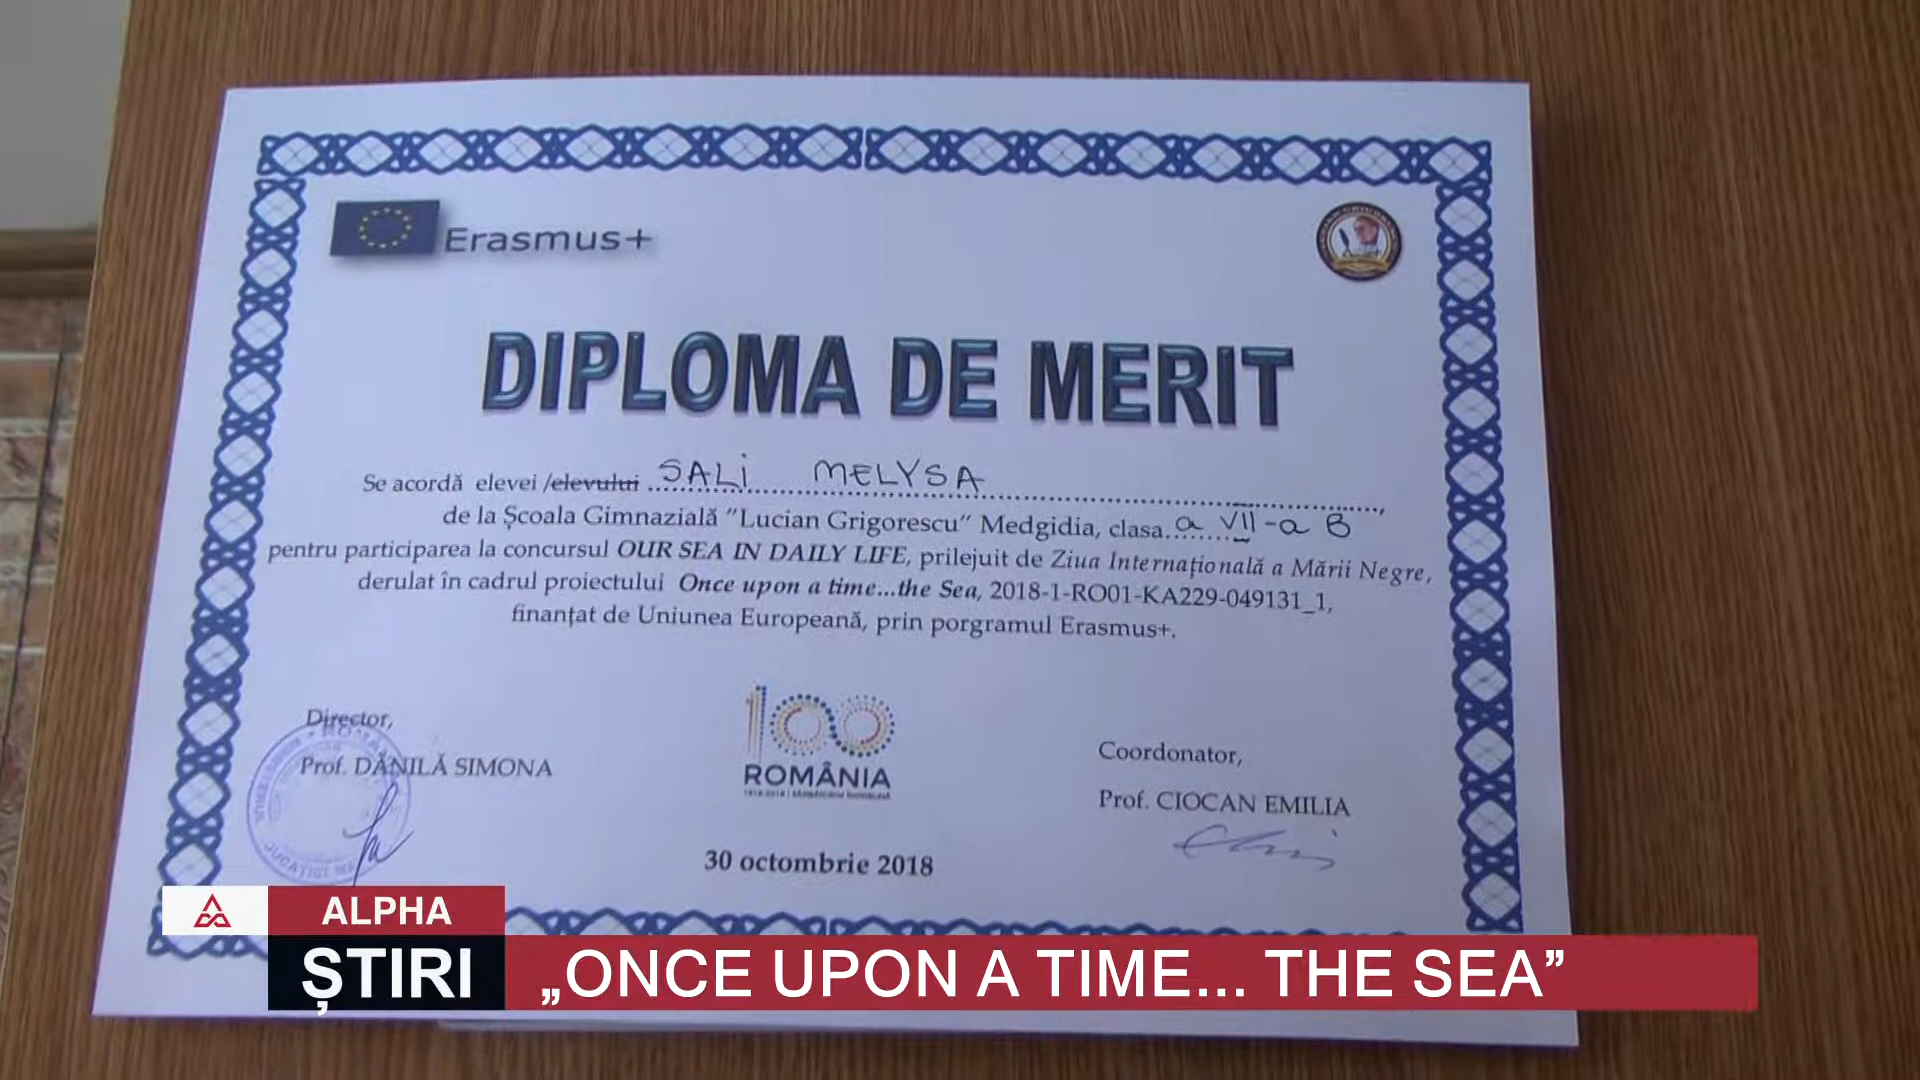 Erasmus+
DIPLOMA DE MERIT
Se acordă elevei /elevului SALI MELYSA
de la Școala Gimnazială "Lucian Grigorescu" Medgidia, clasa a VII-a B
pentru participarea la concursul OUR SEA IN DAILY LIFE, prilejuit de Ziua Internațională a Mării Negre,
derulat în cadrul proiectului Once upon a time...the Sea, 2018-1-RO01-KA229-049131_1,
finanțat de Uniunea Europeană, prin porgramul Erasmus+.
Director,
Prof. DĂNILĂ SIMONA
100
ROMÂNIA
Coordonator,
Prof. CIOCAN EMILIA
30 octombrie 2018
ALPHA
ȘTIRI
„ONCE UPON A TIME... THE SEA”